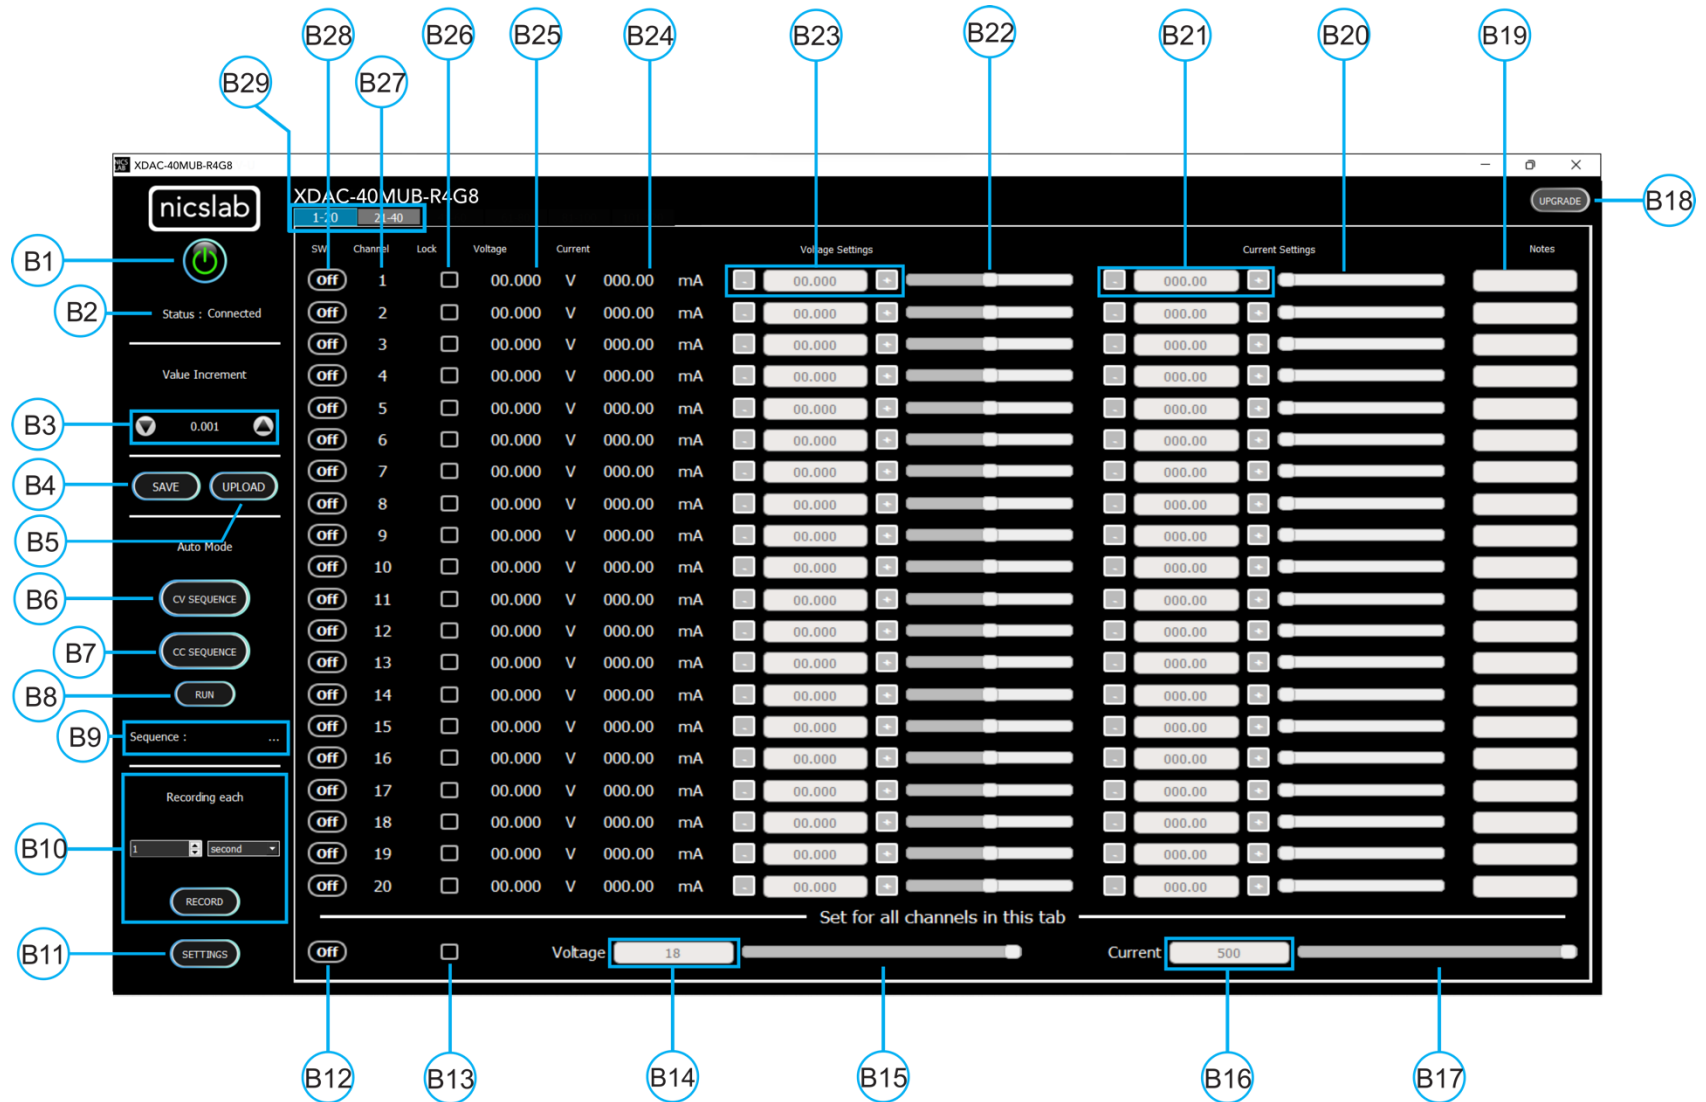 B28 B26 B25 B24 B23 B22 B21 B20 B19
B29 B27
NICS LAB XDAC-40MUB-R4G8
nicslab
XDAC-40MUB-R4G8
UPGRADE B18
1-20 21-40
SW Channel Lock Voltage Current Voltage Settings Current Settings Notes
B1
Off 1 00.000 V 000.00 mA - 00.000 + - 000.00 +
B2 Status : Connected
Off 2 00.000 V 000.00 mA - 00.000 + - 000.00 +
Off 3 00.000 V 000.00 mA - 00.000 + - 000.00 +
Value Increment
Off 4 00.000 V 000.00 mA - 00.000 + - 000.00 +
Off 5 00.000 V 000.00 mA - 00.000 + - 000.00 +
B3 0.001
Off 6 00.000 V 000.00 mA - 00.000 + - 000.00 +
Off 7 00.000 V 000.00 mA - 00.000 + - 000.00 +
B4 SAVE UPLOAD
Off 8 00.000 V 000.00 mA - 00.000 + - 000.00 +
B5
Off 9 00.000 V 000.00 mA - 00.000 + - 000.00 +
Auto Mode
Off 10 00.000 V 000.00 mA - 00.000 + - 000.00 +
B6 CV SEQUENCE
Off 11 00.000 V 000.00 mA - 00.000 + - 000.00 +
Off 12 00.000 V 000.00 mA - 00.000 + - 000.00 +
B7 CC SEQUENCE
Off 13 00.000 V 000.00 mA - 00.000 + - 000.00 +
B8 RUN
Off 14 00.000 V 000.00 mA - 00.000 + - 000.00 +
Off 15 00.000 V 000.00 mA - 00.000 + - 000.00 +
B9 Sequence : ...
Off 16 00.000 V 000.00 mA - 00.000 + - 000.00 +
Off 17 00.000 V 000.00 mA - 00.000 + - 000.00 +
Recording each
Off 18 00.000 V 000.00 mA - 00.000 + - 000.00 +
B10 1 second
Off 19 00.000 V 000.00 mA - 00.000 + - 000.00 +
Off 20 00.000 V 000.00 mA - 00.000 + - 000.00 +
RECORD
Set for all channels in this tab
B11 SETTINGS
Off Voltage 18 Current 500
B12 B13 B14 B15 B16 B17